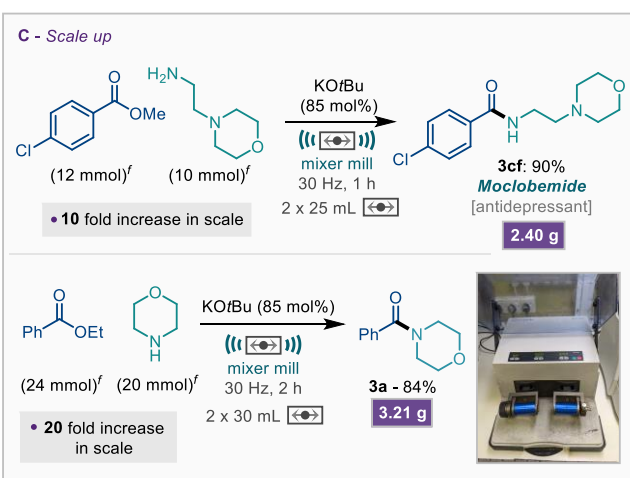 C - Scale up
O
OMe
Cl
(12 mmol)f
H2N
N
O
(10 mmol)f
KOtBu
(85 mol%)
mixer mill
30 Hz, 1 h
2 x 25 mL
O
N
H
N
O
Cl
3cf: 90%
Moclobemide
[antidepressant]
2.40 g
• 10 fold increase in scale
O
Ph
OEt
(24 mmol)f
O
N
H
(20 mmol)f
KOtBu (85 mol%)
mixer mill
30 Hz, 2 h
2 x 30 mL
O
Ph
N
O
3a - 84%
3.21 g
• 20 fold increase
in scale